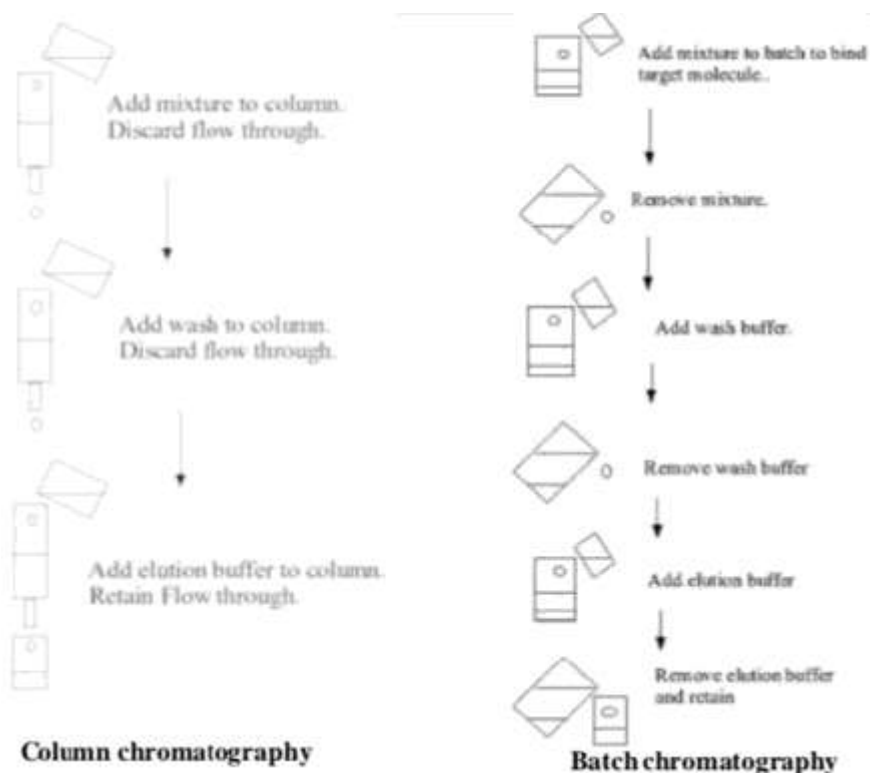 Add mixture to column.
Discard flow through.
Add wash to column.
Discard flow through.
Add elution buffer to column.
Retain Flow through.
Column chromatography
Add mixture to batch to bind
target molecule..
Remove mixture.
Add wash buffer.
Remove wash buffer
Add elution buffer
Remove elution buffer
and retain
Batch chromatography